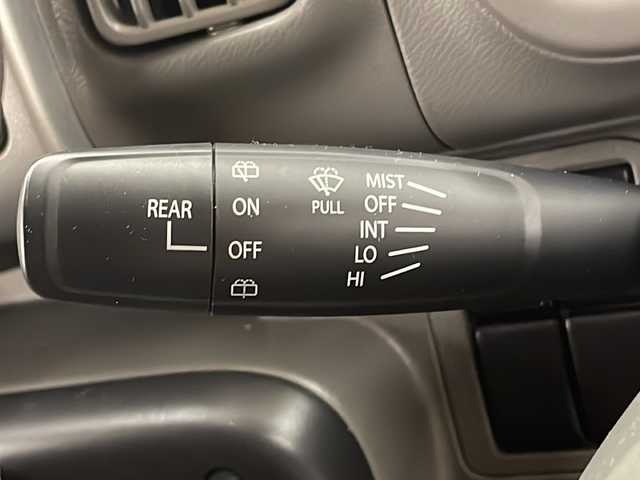 REAR
ON
OFF
PULL
MIST
OFF
INT
LO
HI